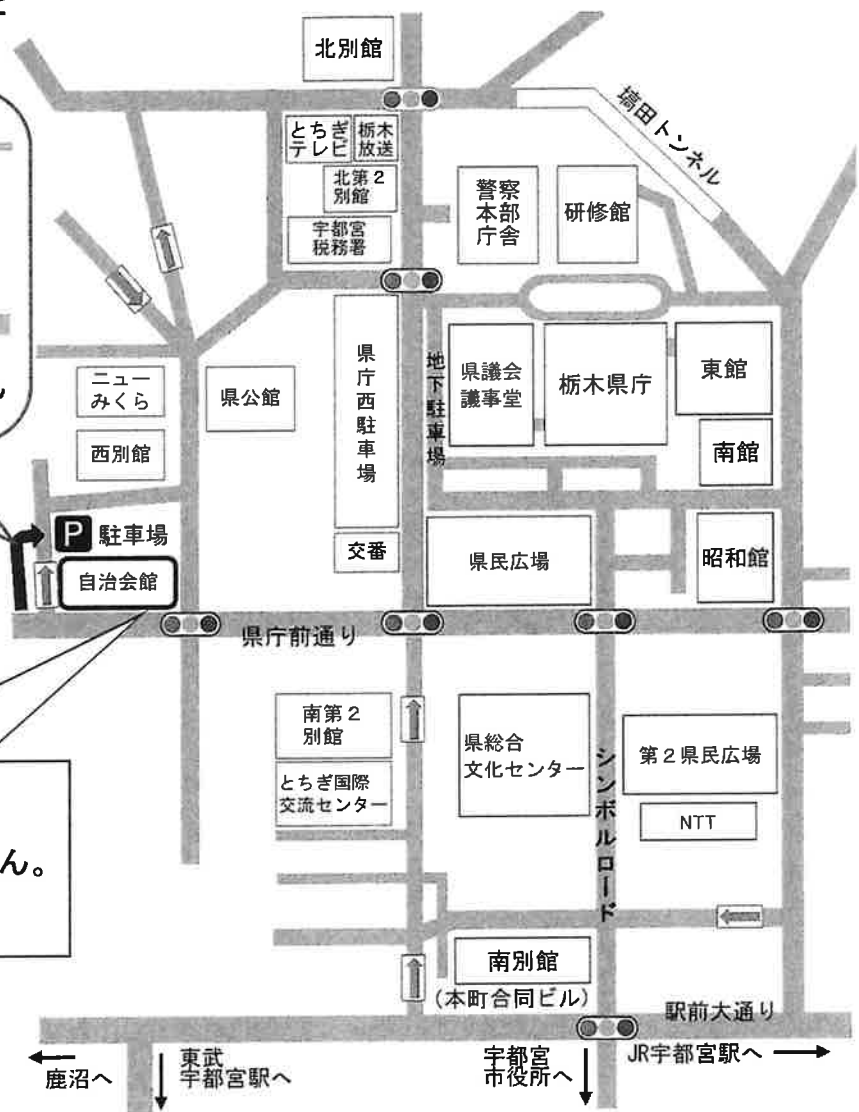 北別館
とちぎ
テレビ
栃木
放送
北第2
別館
宇都宮
税務署
警察
本部
庁舎
研修館
塙田トンネル
ニュー
みくら
県公館
県庁西駐車場
地下駐車場
県議会
議事堂
栃木県庁
東館
西別館
南館
P 駐車場
自治会館
交番
県民広場
昭和館
県庁前通り
南第2
別館
とちぎ国際
交流センター
県総合
文化センター
シンボルロード
第2県民広場
NTT
ん。
南別館
(本町合同ビル)
駅前大通り
鹿沼へ
東武
宇都宮駅へ
宇都宮
市役所へ
JR宇都宮駅へ